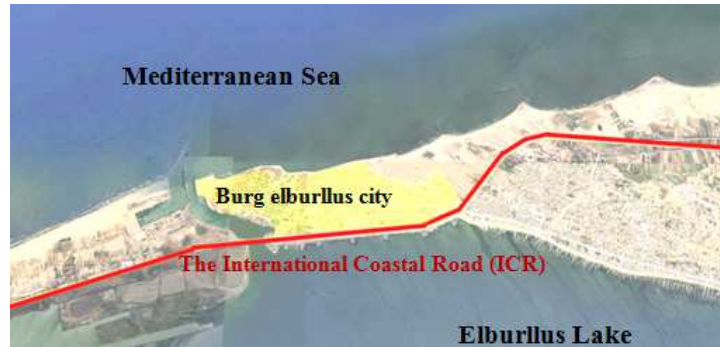 Mediterranean Sea
Burg elburllus city
The International Coastal Road (ICR)
Elburllus Lake